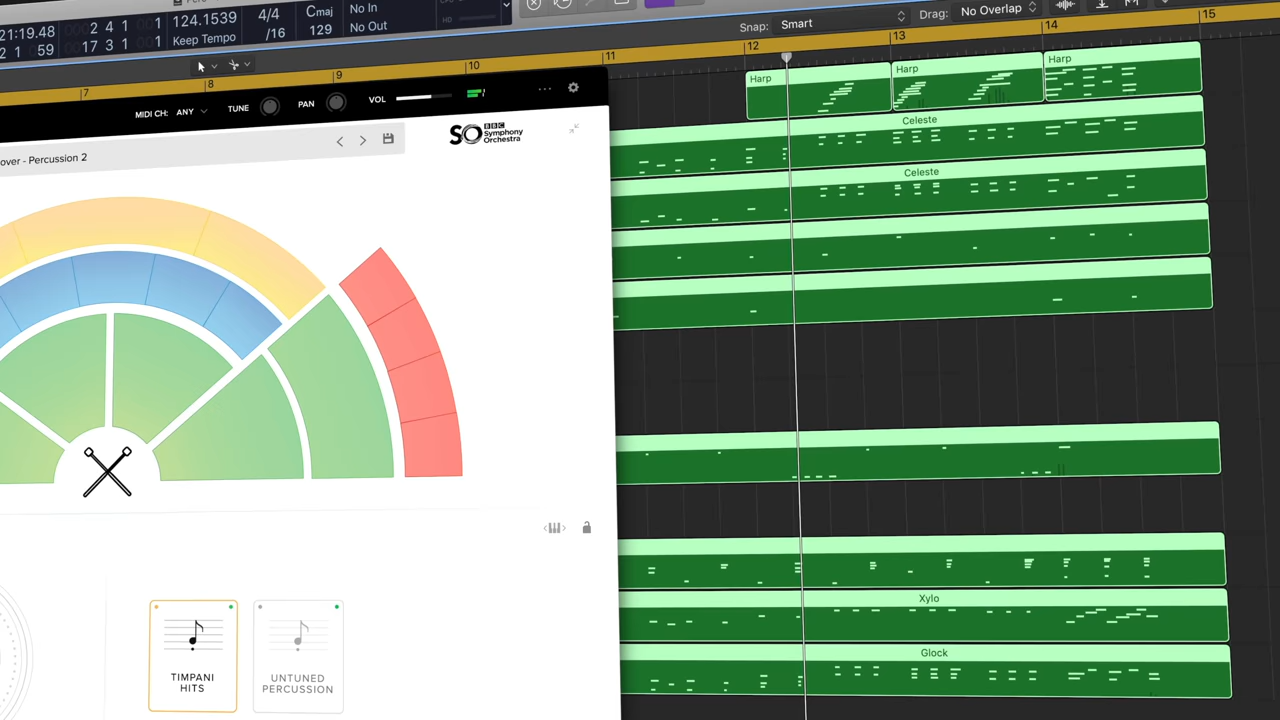 21:19.48
2 4 1 1
124.1539
4/4
Cmaj
No In
2 1 59
17 3 1 001
Keep Tempo
/16
129
No Out
HD
Snap: Smart
Drag: No Overlap
7 8 9 10 11 12 13 14 15
MIDI CH: ANY
TUNE
PAN
VOL
over - Percussion 2
SO BBC
Symphony
Orchestra
Harp
Harp
Harp
Celeste
Celeste
Xylo
Glock
TIMPANI
HITS
UNTUNED
PERCUSSION